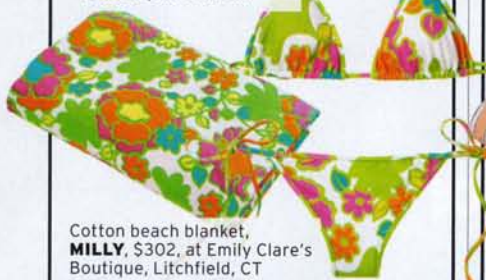 Cotton beach blanket,
MILLY, $302, at Emily Clare's
Boutique, Litchfield, CT